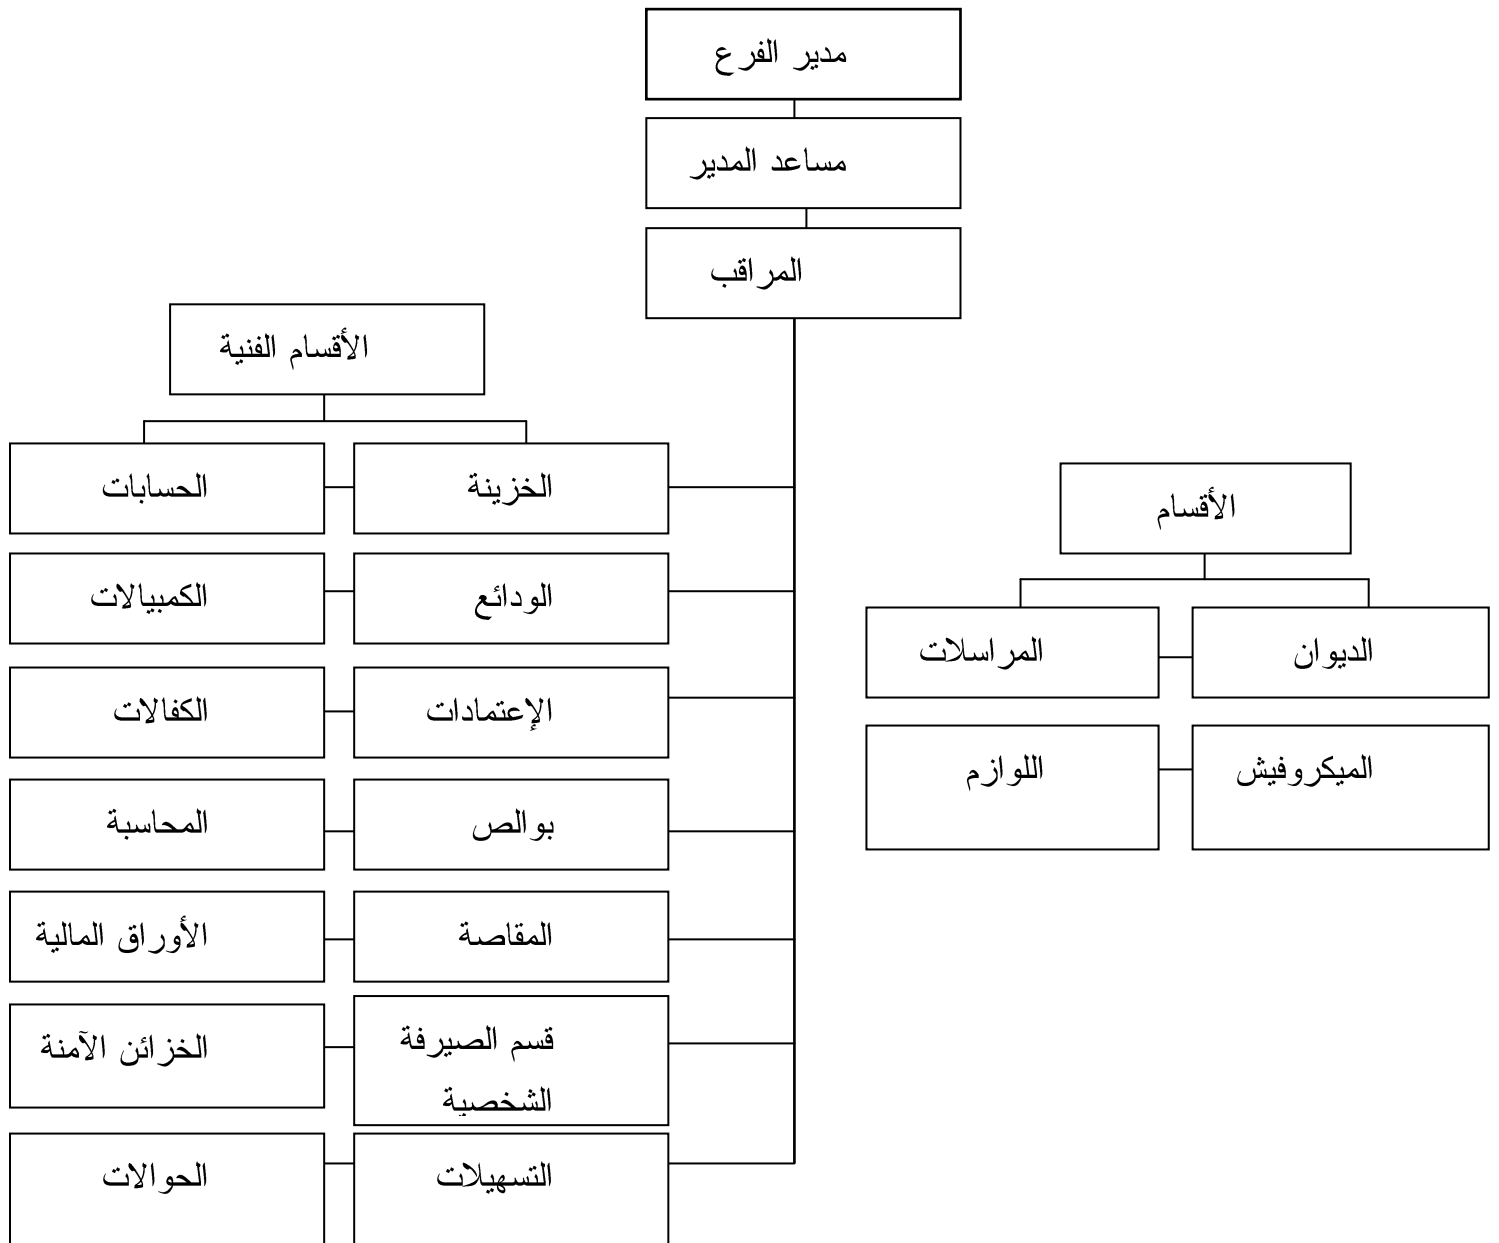 مدير الفرع
مساعد المدير
المراقب
الأقسام الفنية
الخزينة
الحسابات
الودائع
الكمبيالات
الإعتمادات
الكفالات
بوالص
المحاسبة
المقاصة
الأوراق المالية
قسم الصيرفة
الشخصية
الخزائن الآمنة
التسهيلات
الحوالات
الأقسام
الديوان
المراسلات
الميكروفيش
اللوازم